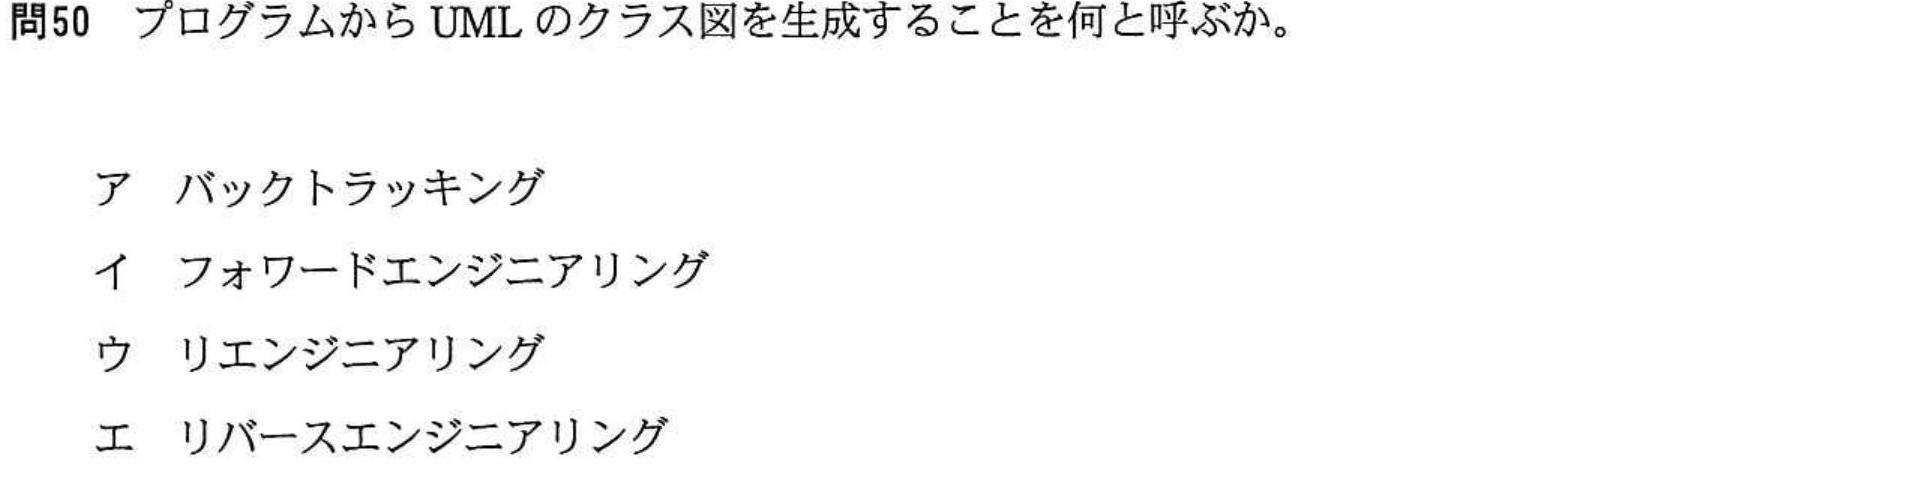 問50 プログラムから UML のクラス図を生成することを何と呼ぶか。
ア バックトラッキング
イ フォワードエンジニアリング
ウ リエンジニアリング
エ リバースエンジニアリング